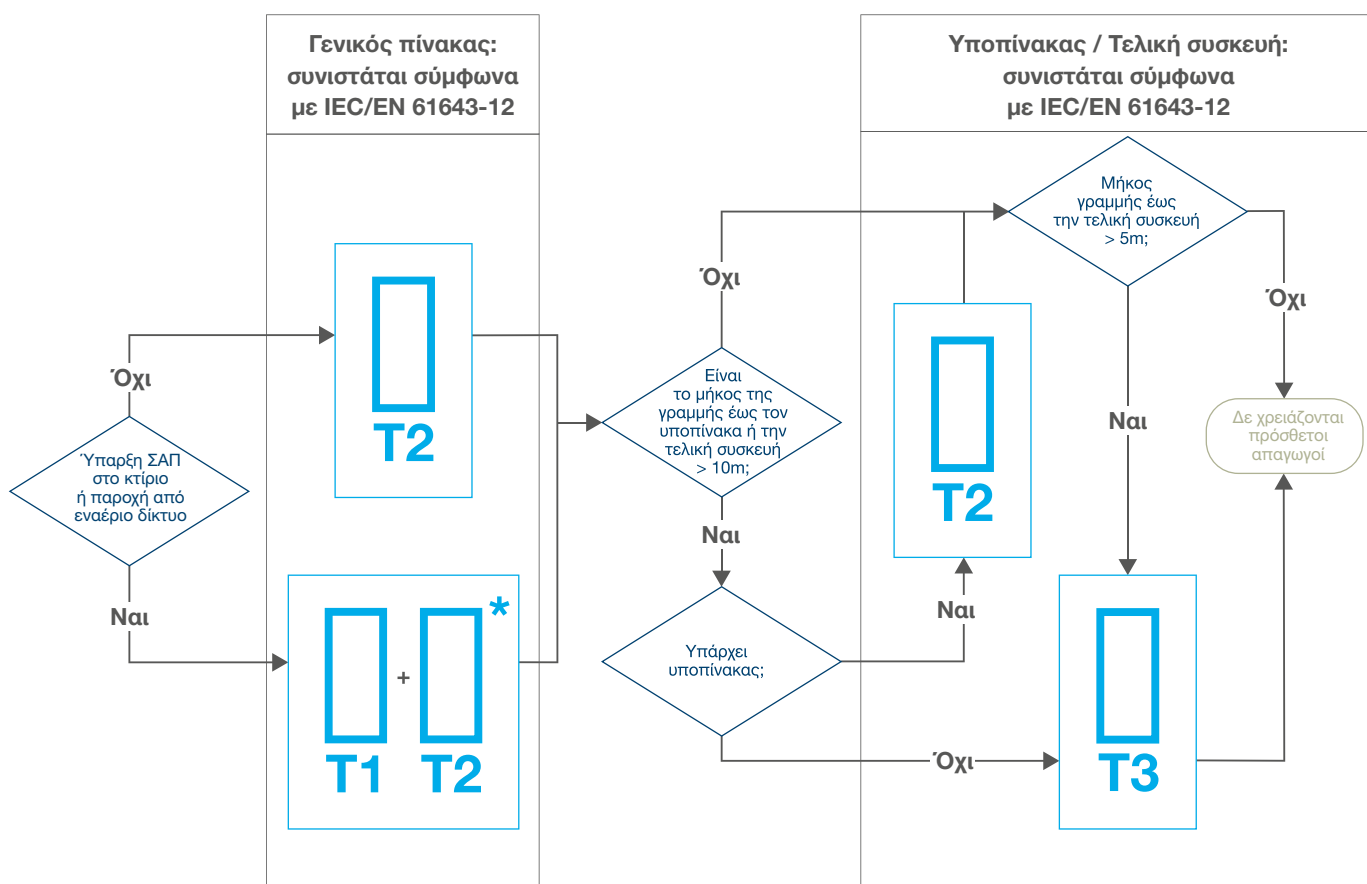 Γενικός πίνακας:
συνιστάται σύμφωνα
με IEC/EN 61643-12
Υποπίνακας / Τελική συσκευή:
συνιστάται σύμφωνα
με IEC/EN 61643-12
Ύπαρξη ΣΑΠ
στο κτίριο
ή παροχή από
εναέριο δίκτυο
Όχι
Ναι
T2
T1
+
T2
*
Είναι
το μήκος της
γραμμής έως τον
υποπίνακα ή την
τελική συσκευή
> 10m;
Όχι
Ναι
Υπάρχει
υποπίνακας;
Ναι
Όχι
T2
Μήκος
γραμμής έως
την τελική συσκευή
> 5m;
Όχι
Ναι
T3
Δε χρειάζονται
πρόσθετοι
απαγωγοί